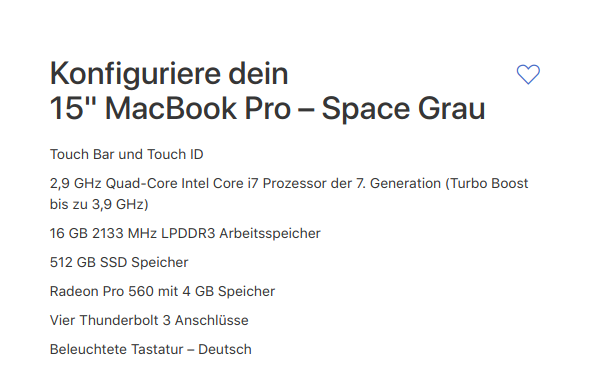 Konfiguriere dein
15" MacBook Pro – Space Grau
Touch Bar und Touch ID
2,9 GHz Quad-Core Intel Core i7 Prozessor der 7. Generation (Turbo Boost
bis zu 3,9 GHz)
16 GB 2133 MHz LPDDR3 Arbeitsspeicher
512 GB SSD Speicher
Radeon Pro 560 mit 4 GB Speicher
Vier Thunderbolt 3 Anschlüsse
Beleuchtete Tastatur – Deutsch